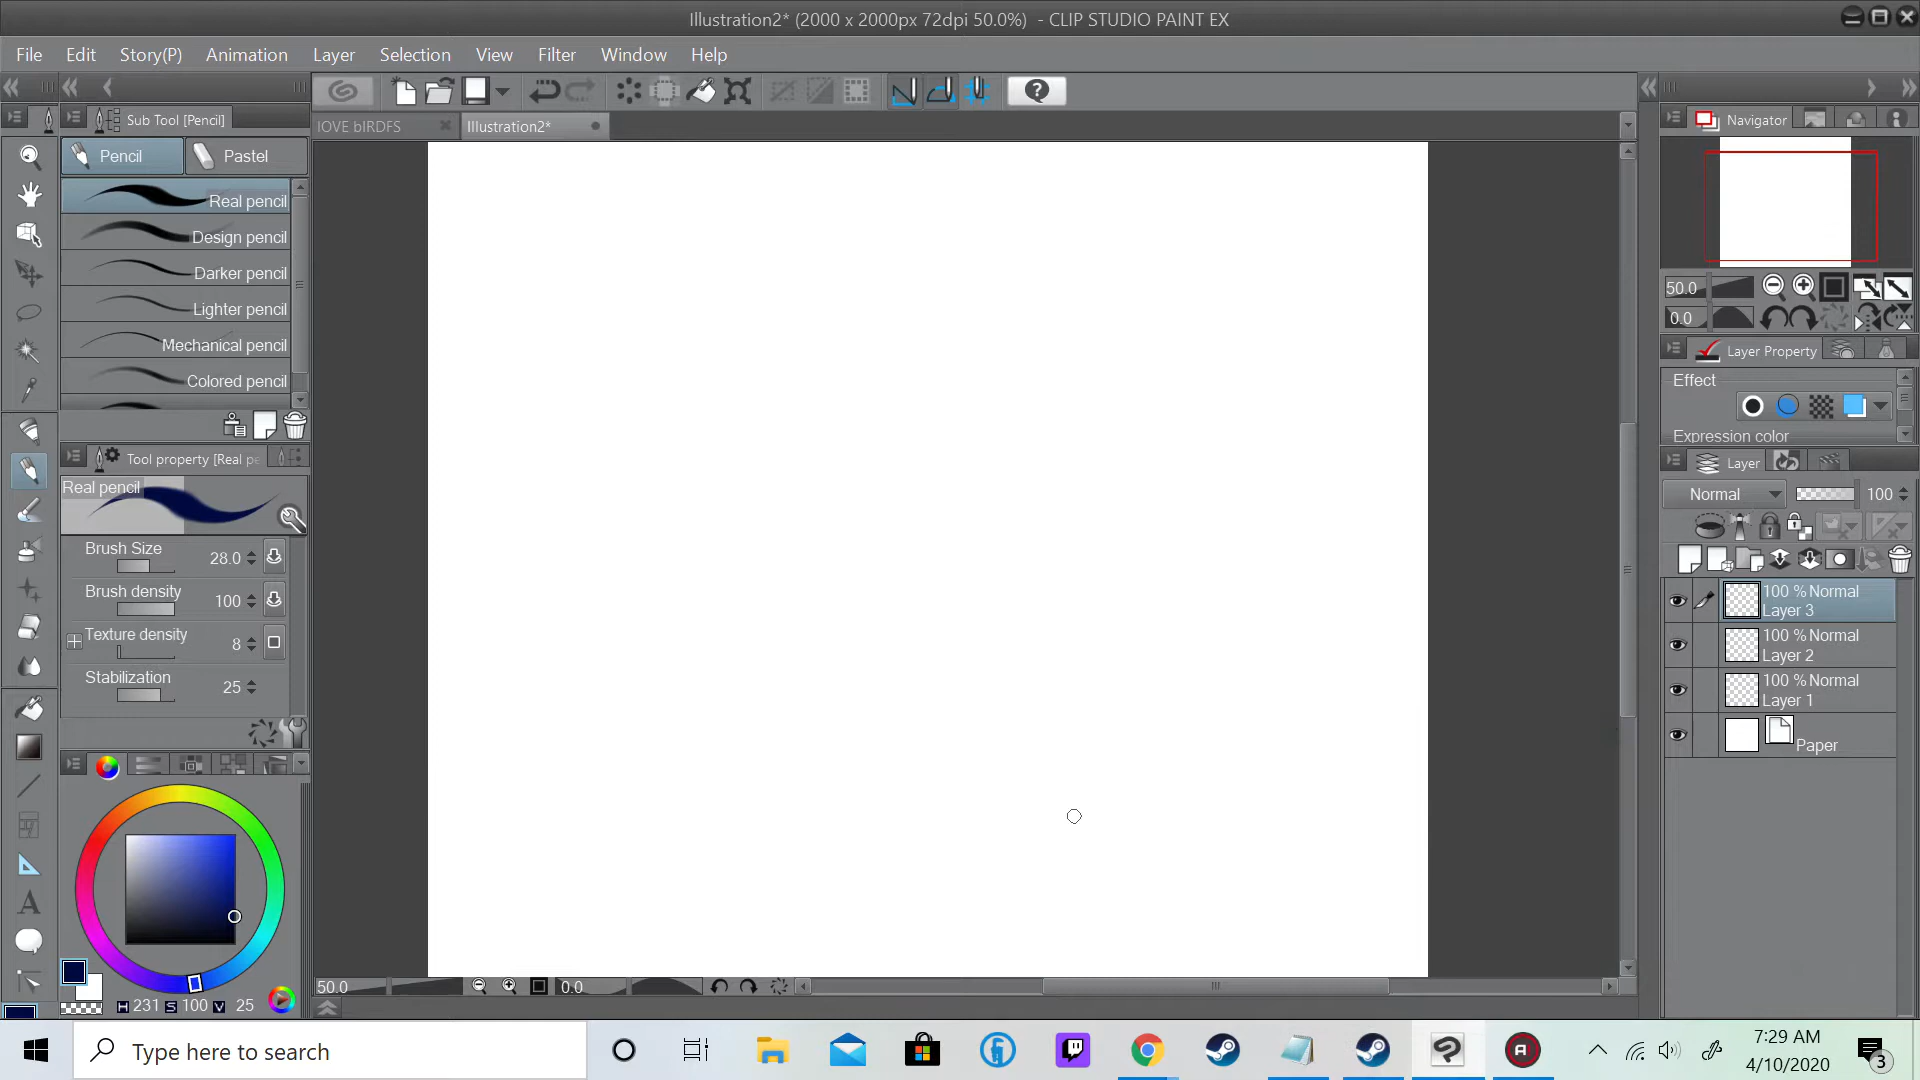 Illustration2* (2000 x 2000px 72dpi 50.0%)  - CLIP STUDIO PAINT EX
File Edit Story(P) Animation Layer Selection View Filter Window Help
Sub Tool [Pencil]
IOVE bIRDFS Illustration2*
Navigator
Pencil Pastel
Real pencil
Design pencil
Darker pencil
Lighter pencil
Mechanical pencil
Colored pencil
50.0
0.0
Layer Property
Effect
Expression color
Tool property [Real pe
Layer
Real pencil
Normal 100
Brush Size 28.0
Brush density 100
Texture density 8
Stabilization 25
100 % Normal
Layer 3
100 % Normal
Layer 2
100 % Normal
Layer 1
Paper
H 231 S 100 V 25
50.0 0.0
Type here to search
7:29 AM
4/10/2020
3